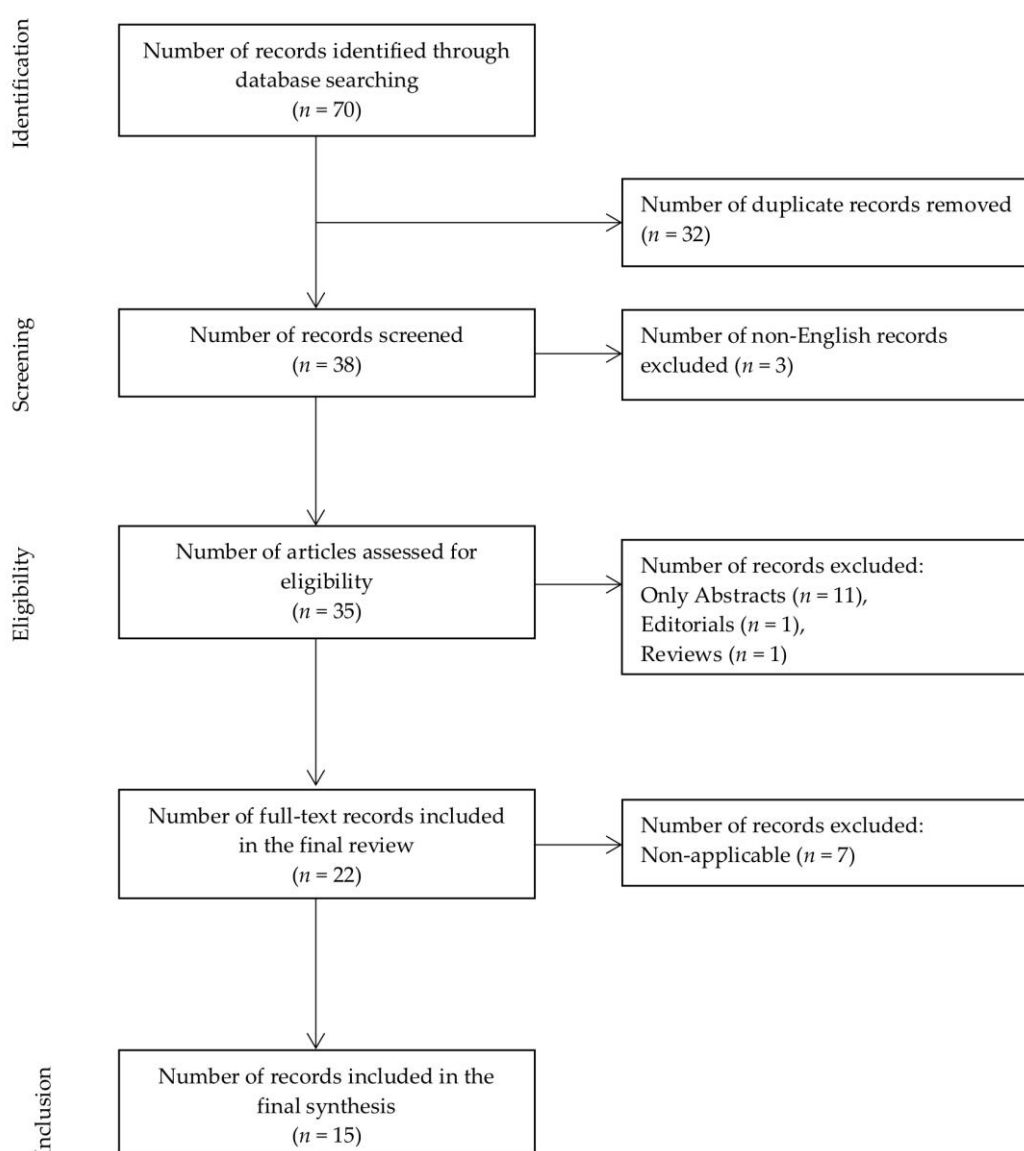 Identification
Number of records identified through
database searching
(n = 70)
Number of duplicate records removed
(n = 32)
Screening
Number of records screened
(n = 38)
Number of non-English records
excluded (n = 3)
Eligibility
Number of articles assessed for
eligibility
(n = 35)
Number of records excluded:
Only Abstracts (n = 11),
Editorials (n = 1),
Reviews (n = 1)
Number of full-text records included
in the final review
(n = 22)
Number of records excluded:
Non-applicable (n = 7)
nclusion
Number of records included in the
final synthesis
(n = 15)